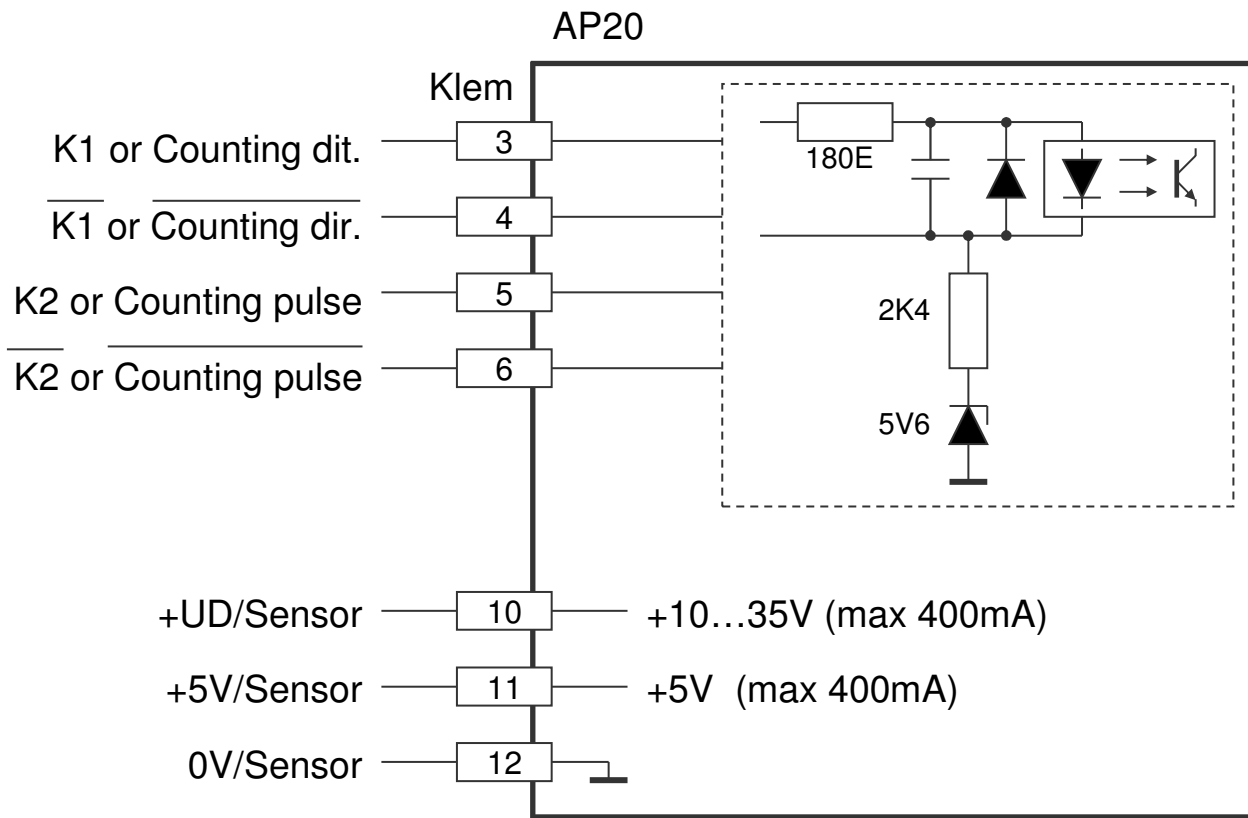 AP20
Klem
K1 or Counting dit.
3
180E
K1 or Counting dir.
4
K2 or Counting pulse
5
2K4
K2 or Counting pulse
6
5V6
+UD/Sensor
10
+10…35V (max 400mA)
+5V/Sensor
11
+5V (max 400mA)
0V/Sensor
12